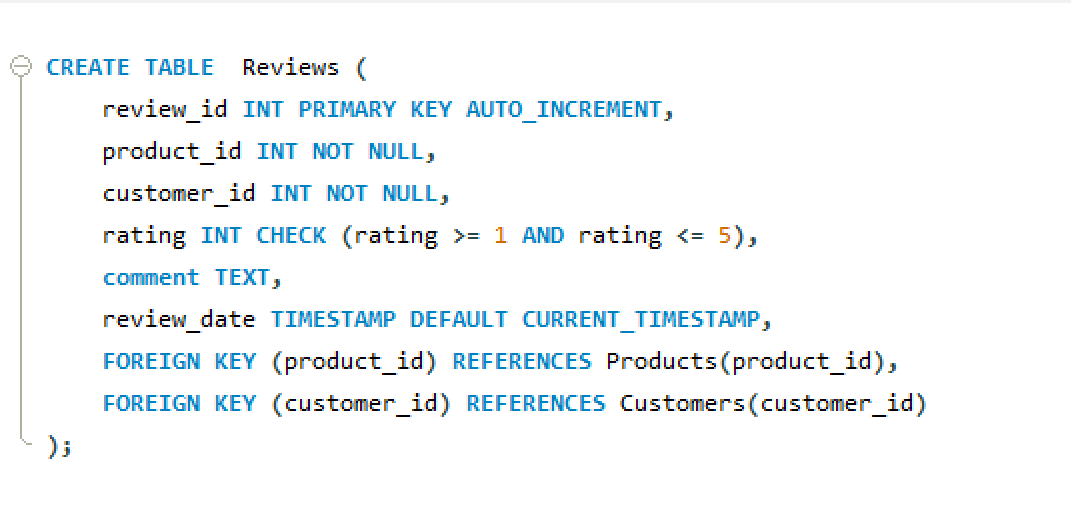 CREATE TABLE  Reviews (
    review_id INT PRIMARY KEY AUTO_INCREMENT,
    product_id INT NOT NULL,
    customer_id INT NOT NULL,
    rating INT CHECK (rating >= 1 AND rating <= 5),
    comment TEXT,
    review_date TIMESTAMP DEFAULT CURRENT_TIMESTAMP,
    FOREIGN KEY (product_id) REFERENCES Products(product_id),
    FOREIGN KEY (customer_id) REFERENCES Customers(customer_id)
);